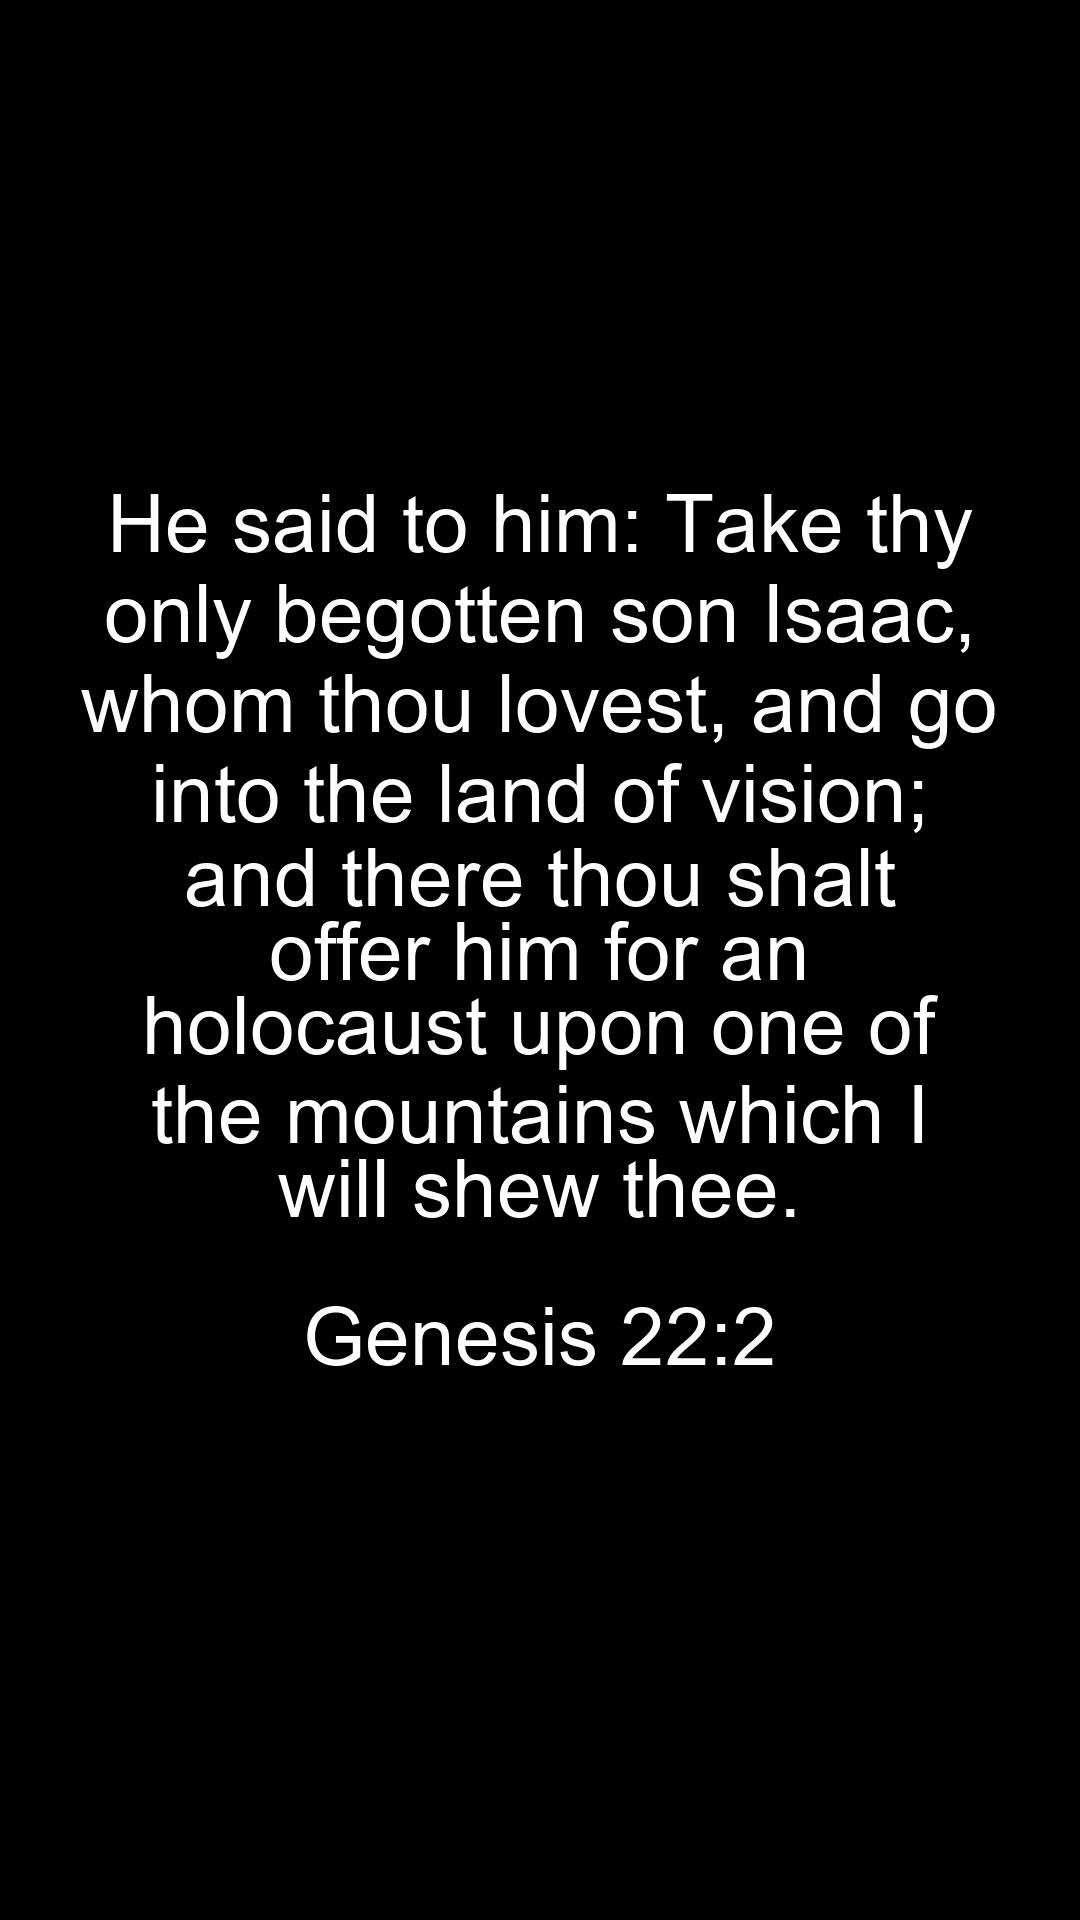 He said to him: Take thy
only begotten son Isaac,
whom thou lovest, and go
into the land of vision;
and there thou shalt
offer him for an
holocaust upon one of
the mountains which I
will shew thee.
Genesis 22:2